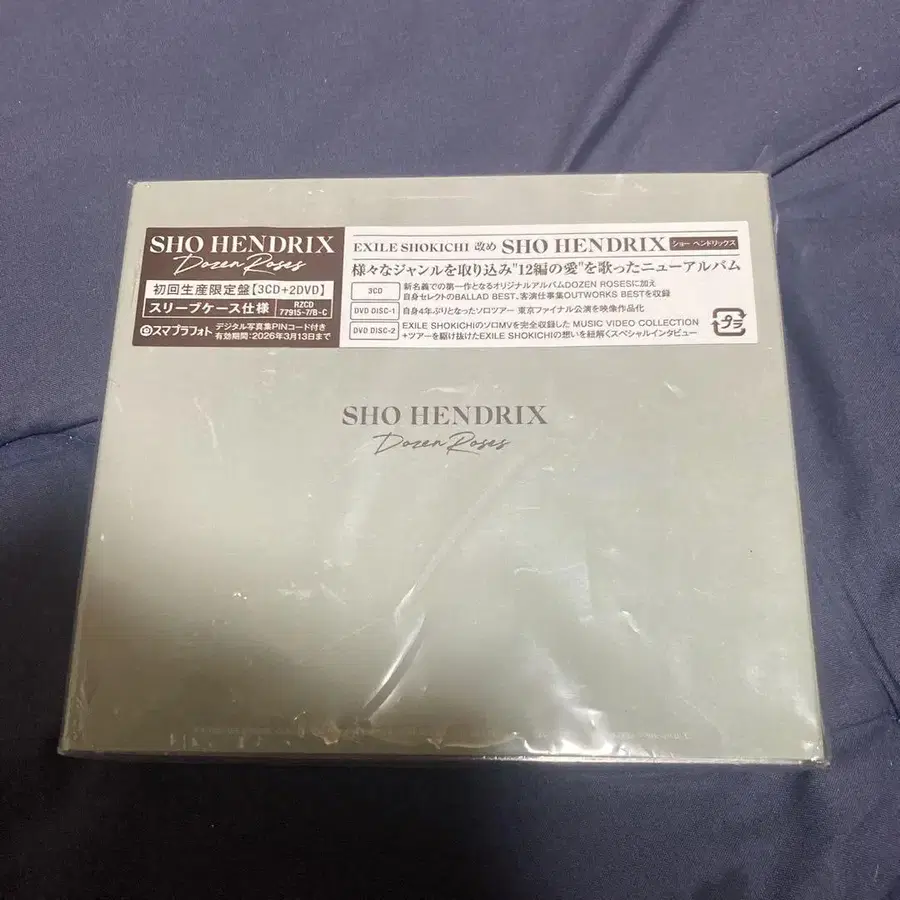 SHO HENDRIX
Dozen Roses
初回生産限定盤【3CD+2DVD】
スリーブケース仕様
RZCD
77915~7/B~C
スマプラフォト
デジタル写真集PINコード付き
有効期間:2026年3月13日まで
EXILE SHOKICHI 改め SHO HENDRIX ショー ヘンドリックス
様々なジャンルを取り込み"12編の愛"を歌ったニューアルバム
3CD
新名義での第一作となるオリジナルアルバムDOZEN ROSESに加え
自身セレクトのBALLAD BEST、客演仕事集OUTWORKS BESTを収録
DVD DISC-1
自身4年ぶりとなったソロツアー 東京ファイナル公演を映像作品化
DVD DISC-2
EXILE SHOKICHIのソロMVを完全収録した MUSIC VIDEO COLLECTION
+ツアーを駆け抜けたEXILE SHOKICHIの想いを紐解くスペシャルインタビュー
プラ
SHO HENDRIX
Dozen Roses